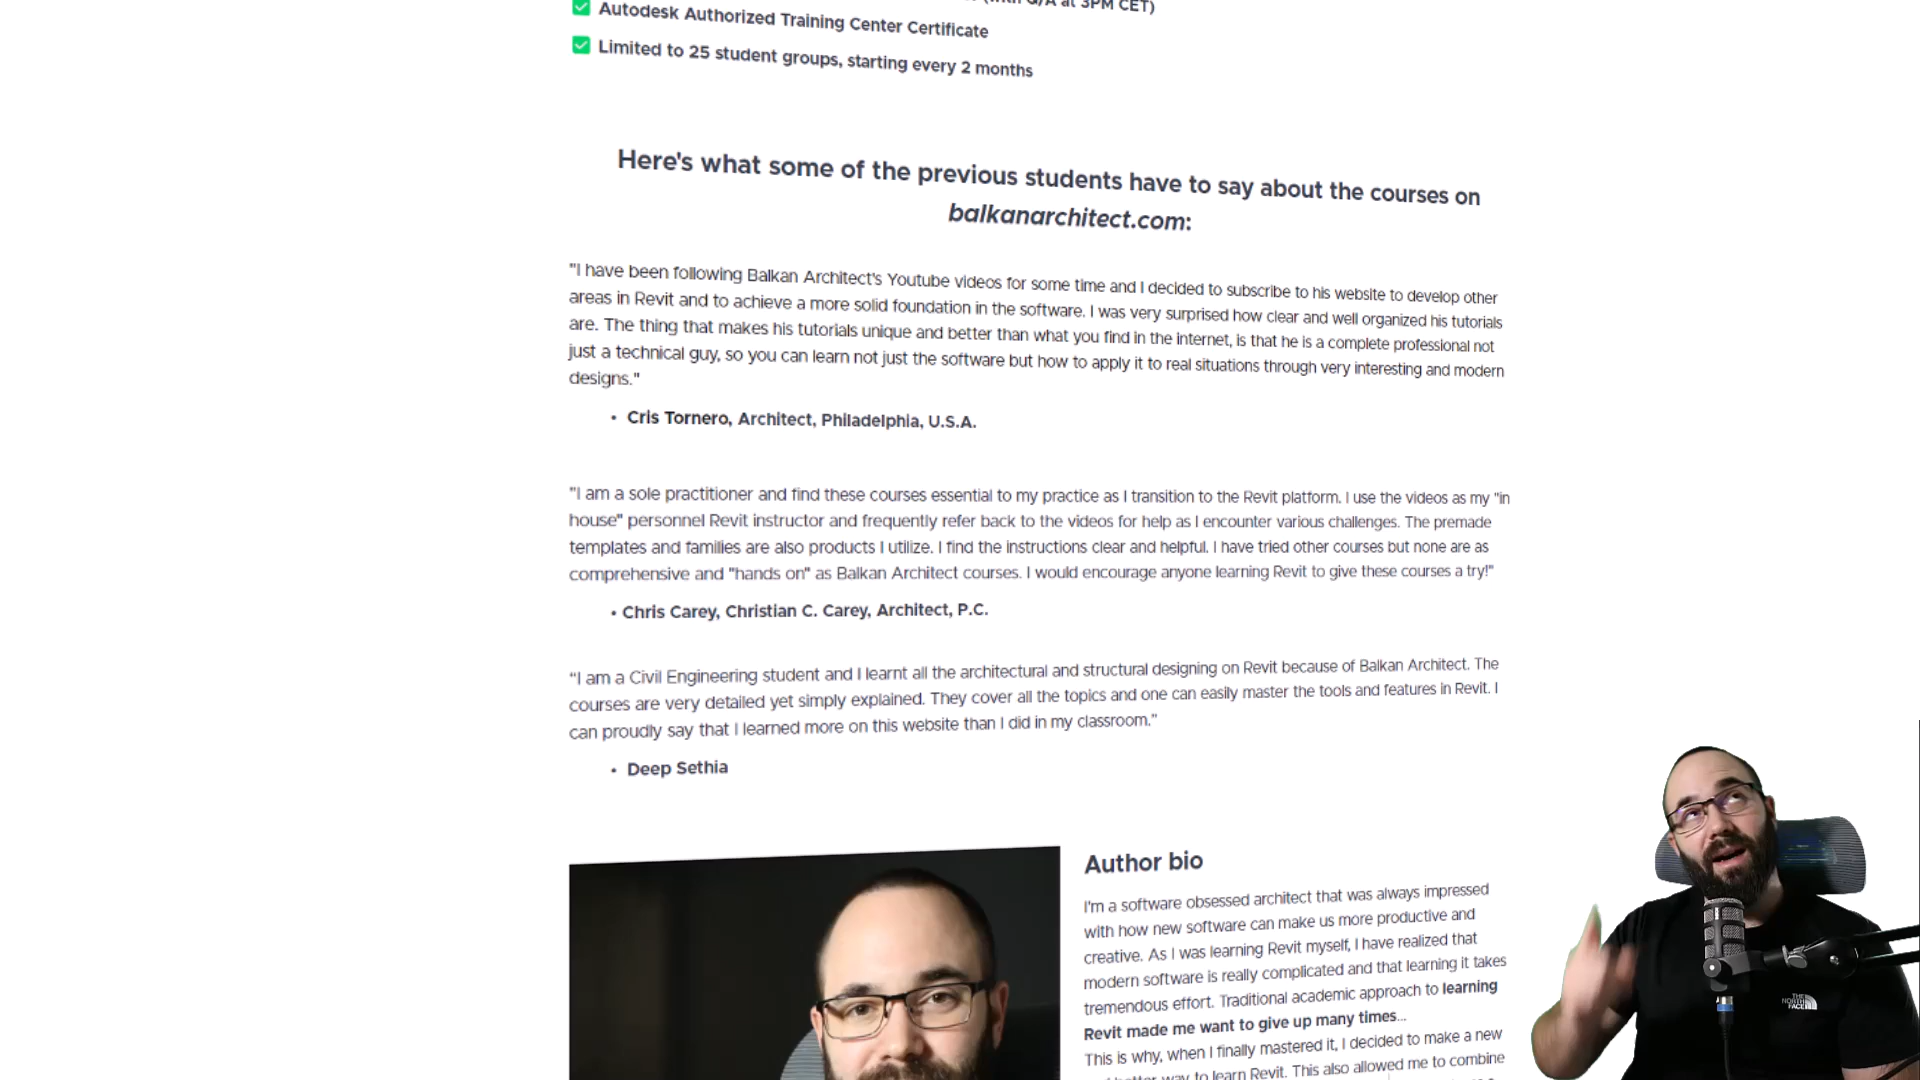 at 3PM CET)
Autodesk Authorized Training Center Certificate
Limited to 25 student groups, starting every 2 months
Here's what some of the previous students have to say about the courses on
balkanarchitect.com:
"I have been following Balkan Architect's Youtube videos for some time and I decided to subscribe to his website to develop other
areas in Revit and to achieve a more solid foundation in the software. I was very surprised how clear and well organized his tutorials
are. The thing that makes his tutorials unique and better than what you find in the internet, is that he is a complete professional not
just a technical guy, so you can learn not just the software but how to apply it to real situations through very interesting and modern
designs."
• Cris Tornero, Architect, Philadelphia, U.S.A.
"I am a sole practitioner and find these courses essential to my practice as I transition to the Revit platform. I use the videos as my "in
house" personnel Revit instructor and frequently refer back to the videos for help as I encounter various challenges. The premade
templates and families are also products I utilize. I find the instructions clear and helpful. I have tried other courses but none are as
comprehensive and "hands on" as Balkan Architect courses. I would encourage anyone learning Revit to give these courses a try!"
• Chris Carey, Christian C. Carey, Architect, P.C.
“I am a Civil Engineering student and I learnt all the architectural and structural designing on Revit because of Balkan Architect. The
courses are very detailed yet simply explained. They cover all the topics and one can easily master the tools and features in Revit. I
can proudly say that I learned more on this website than I did in my classroom.”
• Deep Sethia
Author bio
I'm a software obsessed architect that was always impressed
with how new software can make us more productive and
creative. As I was learning Revit myself, I have realized that
modern software is really complicated and that learning it takes
tremendous effort. Traditional academic approach to learning
Revit made me want to give up many times...
This is why, when I finally mastered it, I decided to make a new
way to learn Revit. This also allowed me to combine
THE
NORTH
FACE